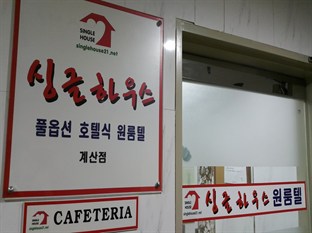 SINGLE
HOUSE
singlehouse21.net
싱글하우스
풀옵션 호텔식 원룸텔
계산점
CAFETERIA
싱글하우스 원룸텔